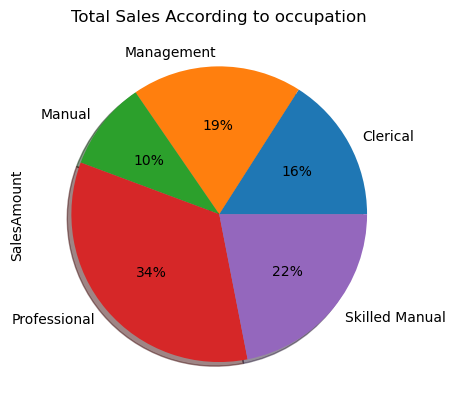 Total Sales According to occupation
Management
Manual
Clerical
19%
10%
16%
SalesAmount
34%
22%
Professional
Skilled Manual